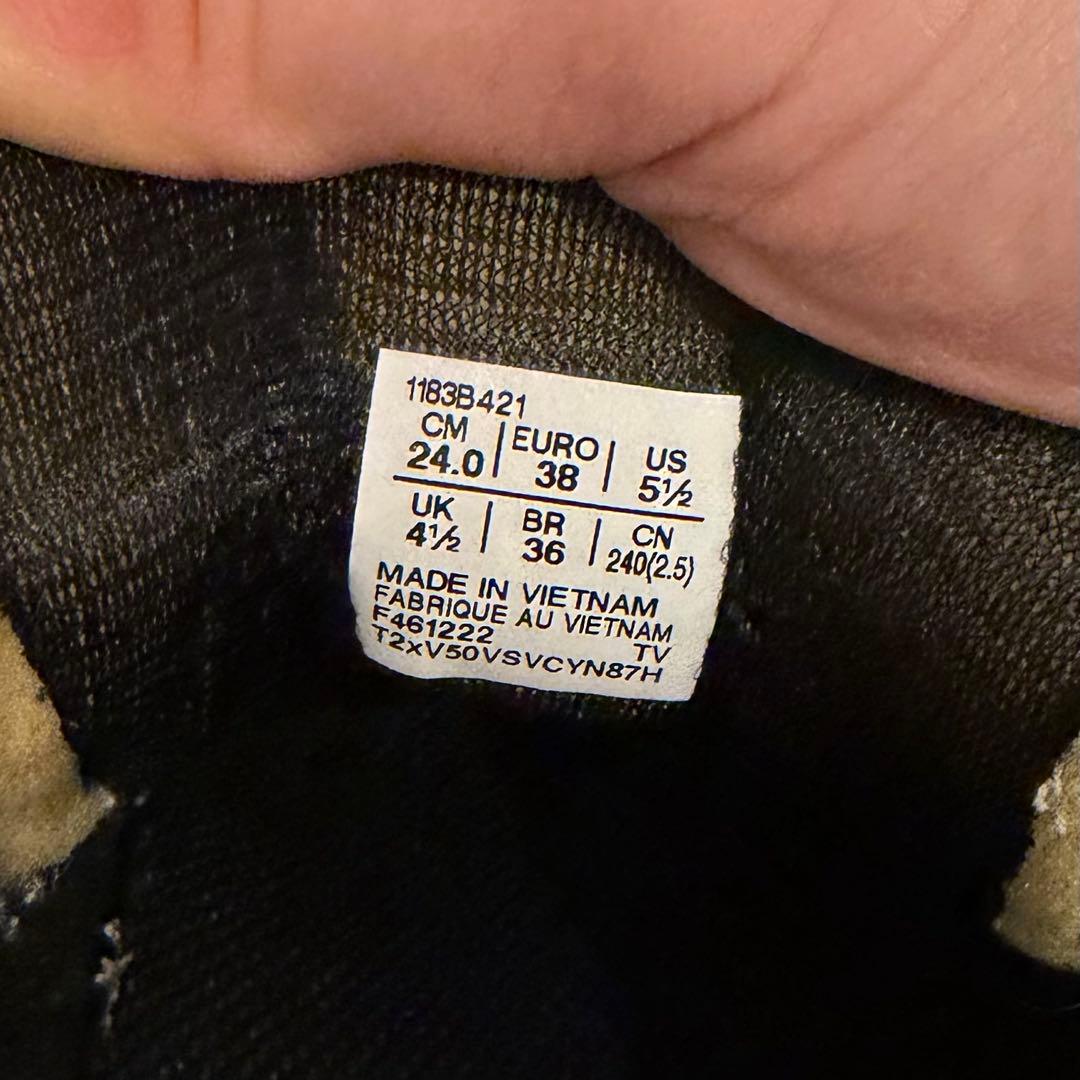 1183B421
CM | EURO | US
24.0 | 38 | 5½
UK | BR | CN
4½ | 36 | 240(2.5)
MADE IN VIETNAM
FABRIQUE AU VIETNAM
F461222 TV
T2xV50VSVCYN87H